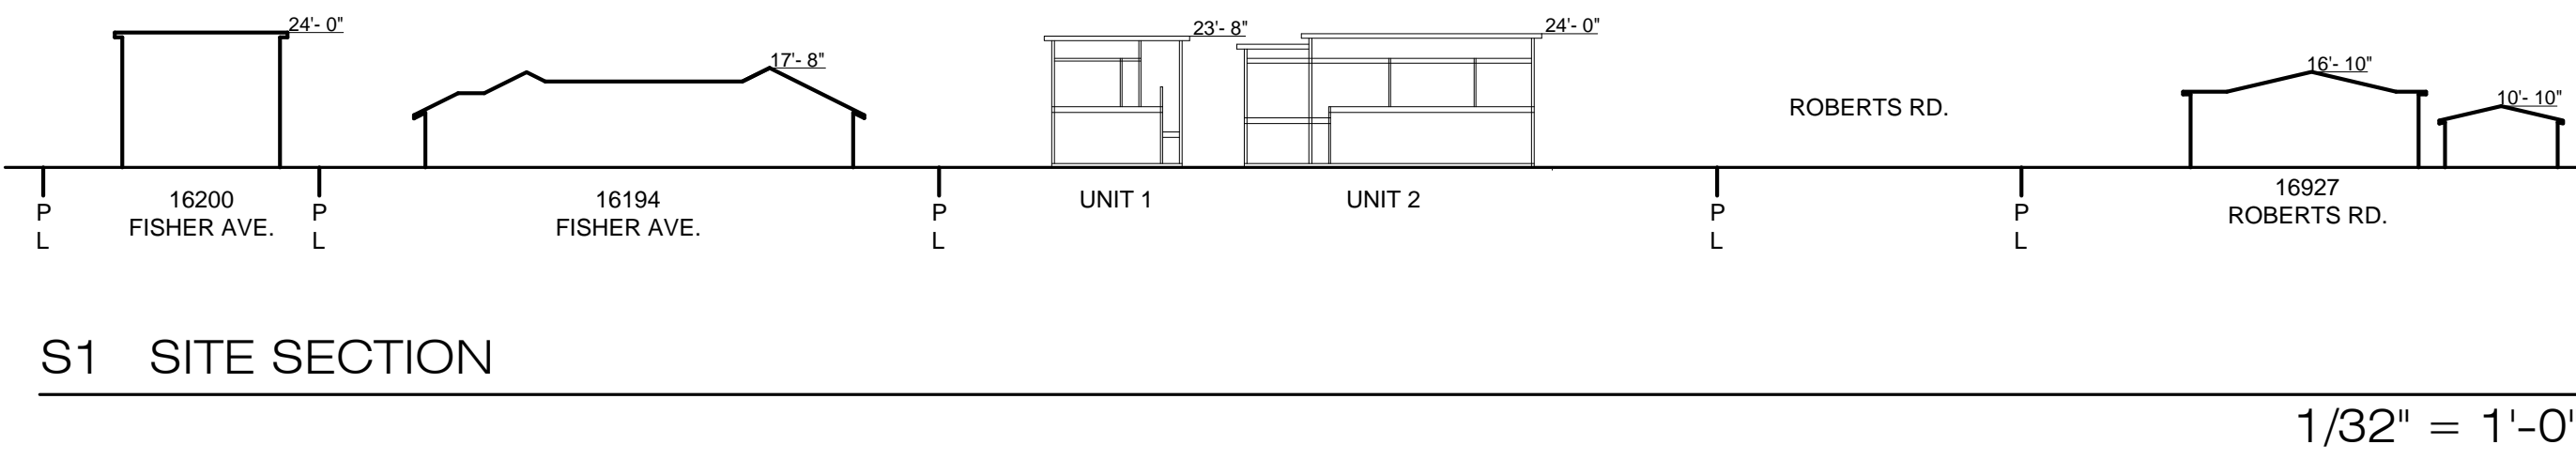 24'- 0"
17'- 8"
23'- 8"
24'- 0"
ROBERTS RD.
16'- 10"
10'- 10"
P
L
16200
FISHER AVE.
P
L
16194
FISHER AVE.
P
L
UNIT 1
UNIT 2
P
L
P
L
16927
ROBERTS RD.
S1 SITE SECTION
1/32" = 1'-0"